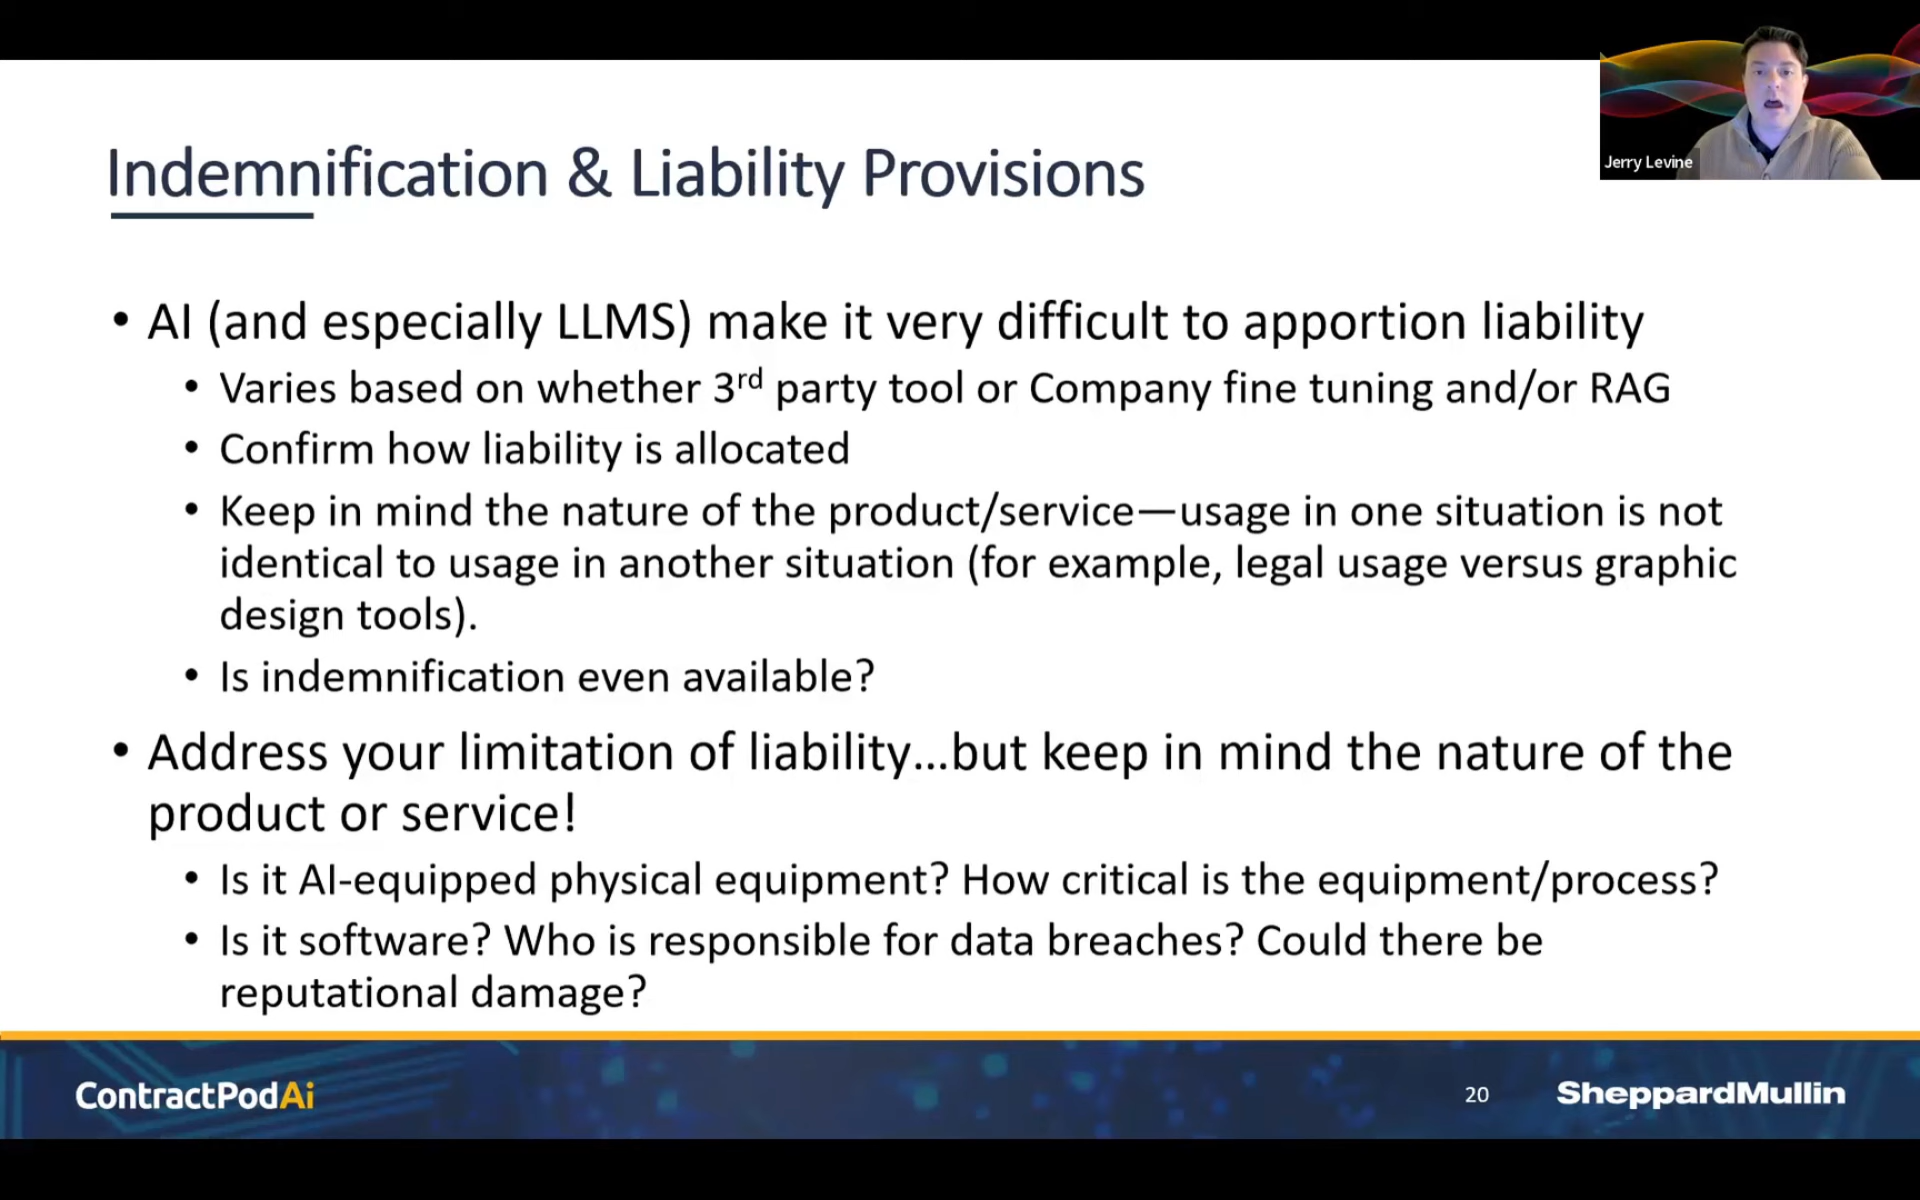 Jerry Levine
Indemnification & Liability Provisions
• AI (and especially LLMS) make it very difficult to apportion liability
• Varies based on whether 3rd party tool or Company fine tuning and/or RAG
• Confirm how liability is allocated
• Keep in mind the nature of the product/service—usage in one situation is not
identical to usage in another situation (for example, legal usage versus graphic
design tools).
• Is indemnification even available?
• Address your limitation of liability...but keep in mind the nature of the
product or service!
• Is it AI-equipped physical equipment? How critical is the equipment/process?
• Is it software? Who is responsible for data breaches? Could there be
reputational damage?
ContractPodAi
20
SheppardMullin